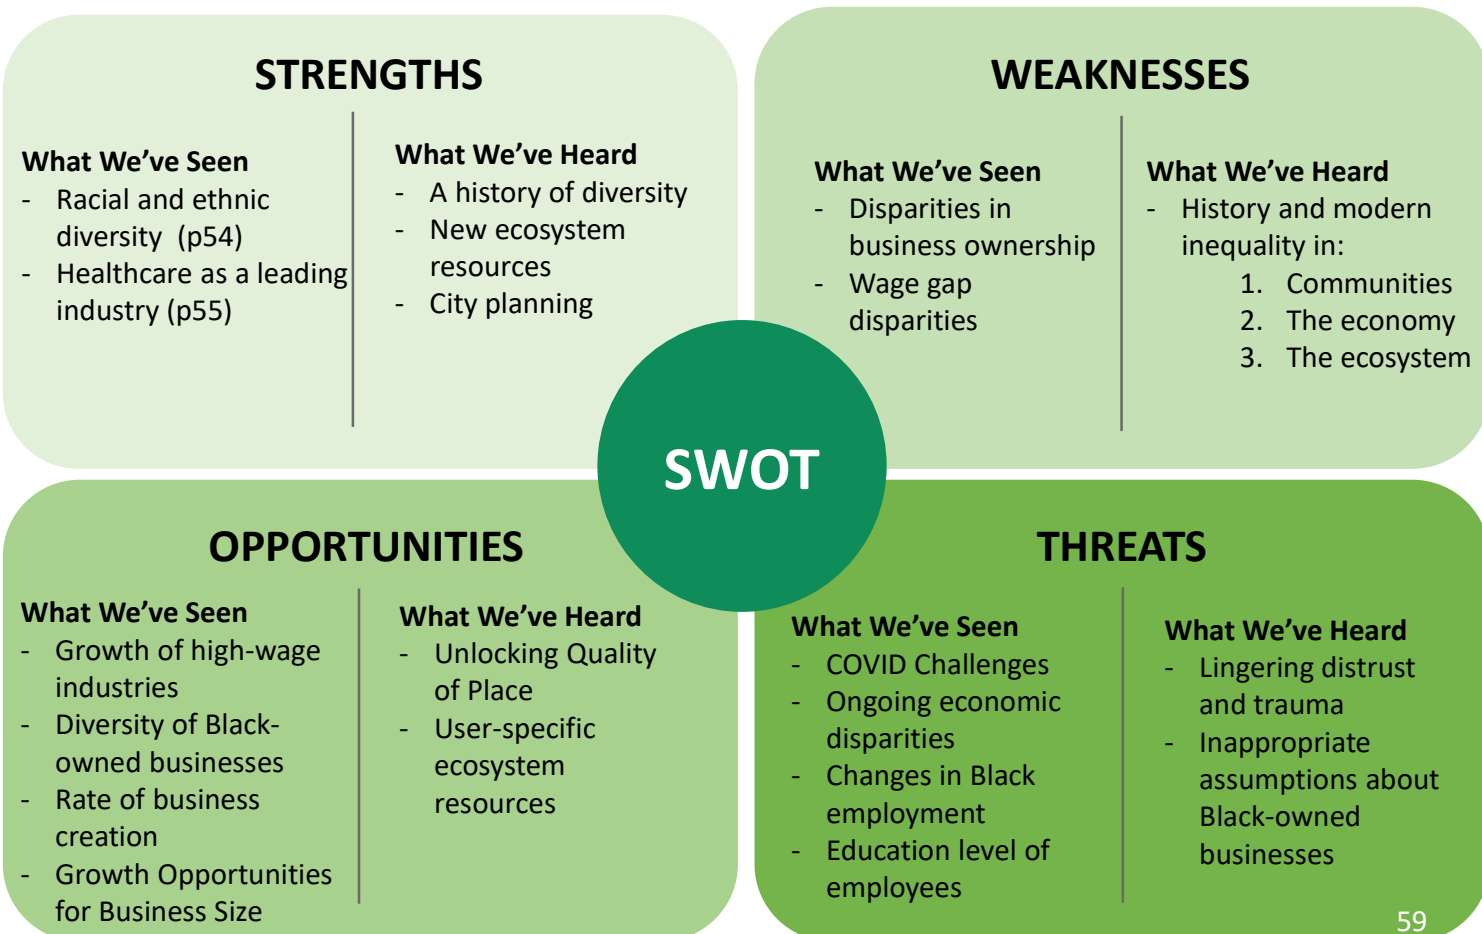 STRENGTHS
What We’ve Seen
- Racial and ethnic
diversity (p54)
- Healthcare as a leading
industry (p55)
What We’ve Heard
- A history of diversity
- New ecosystem
resources
- City planning
WEAKNESSES
What We’ve Seen
- Disparities in
business ownership
- Wage gap
disparities
What We’ve Heard
- History and modern
inequality in:
1. Communities
2. The economy
3. The ecosystem
SWOT
OPPORTUNITIES
What We’ve Seen
- Growth of high-wage
industries
- Diversity of Black-
owned businesses
- Rate of business
creation
- Growth Opportunities
for Business Size
What We’ve Heard
- Unlocking Quality
of Place
- User-specific
ecosystem
resources
THREATS
What We’ve Seen
- COVID Challenges
- Ongoing economic
disparities
- Changes in Black
employment
- Education level of
employees
What We’ve Heard
- Lingering distrust
and trauma
- Inappropriate
assumptions about
Black-owned
businesses
59